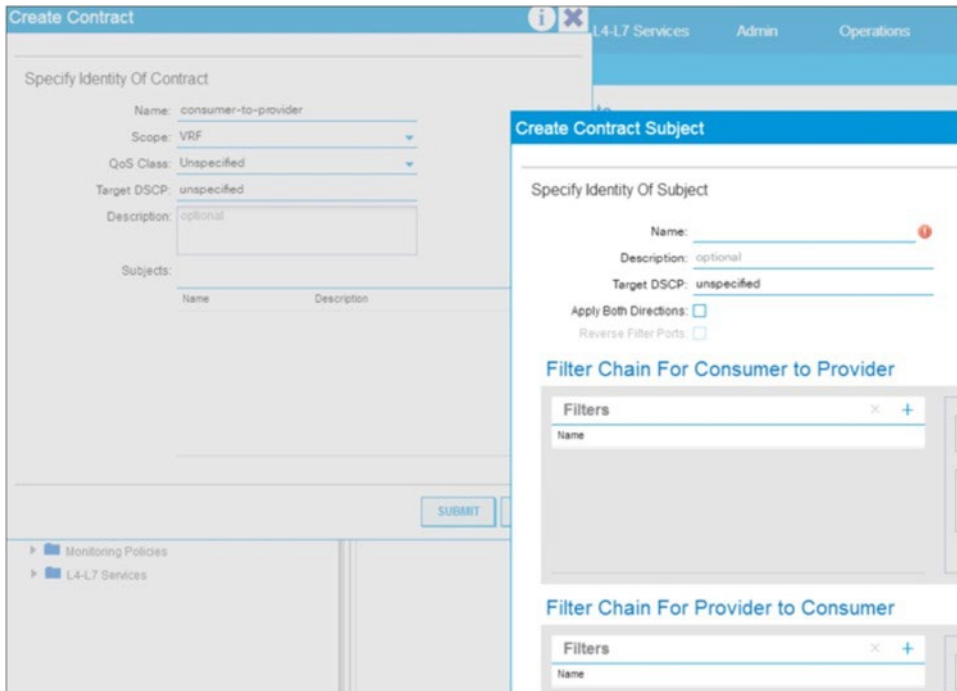 Create Contract
i
L4-L7 Services Admin Operations
Specify Identity Of Contract
Name: consumer-to-provider
Scope: VRF
QoS Class: Unspecified
Target DSCP: unspecified
Description: optional
Subjects:
Name Description
SUBMIT
Monitoring Policies
L4-L7 Services
Create Contract Subject
Specify Identity Of Subject
Name:
Description: optional
Target DSCP: unspecified
Apply Both Directions:
Reverse Filter Ports:
Filter Chain For Consumer to Provider
Filters
Name
Filter Chain For Provider to Consumer
Filters
Name